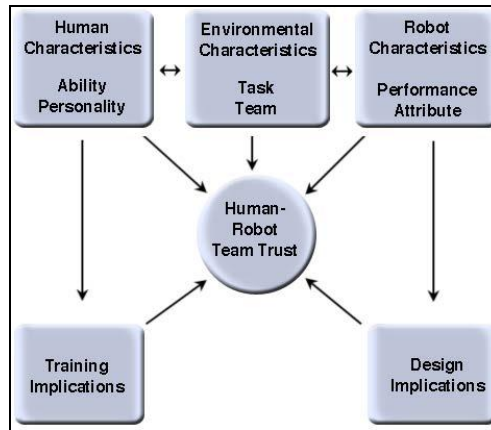 Human
Characteristics
Ability
Personality
Environmental
Characteristics
Task
Team
Robot
Characteristics
Performance
Attribute
Human-
Robot
Team Trust
Training
Implications
Design
Implications